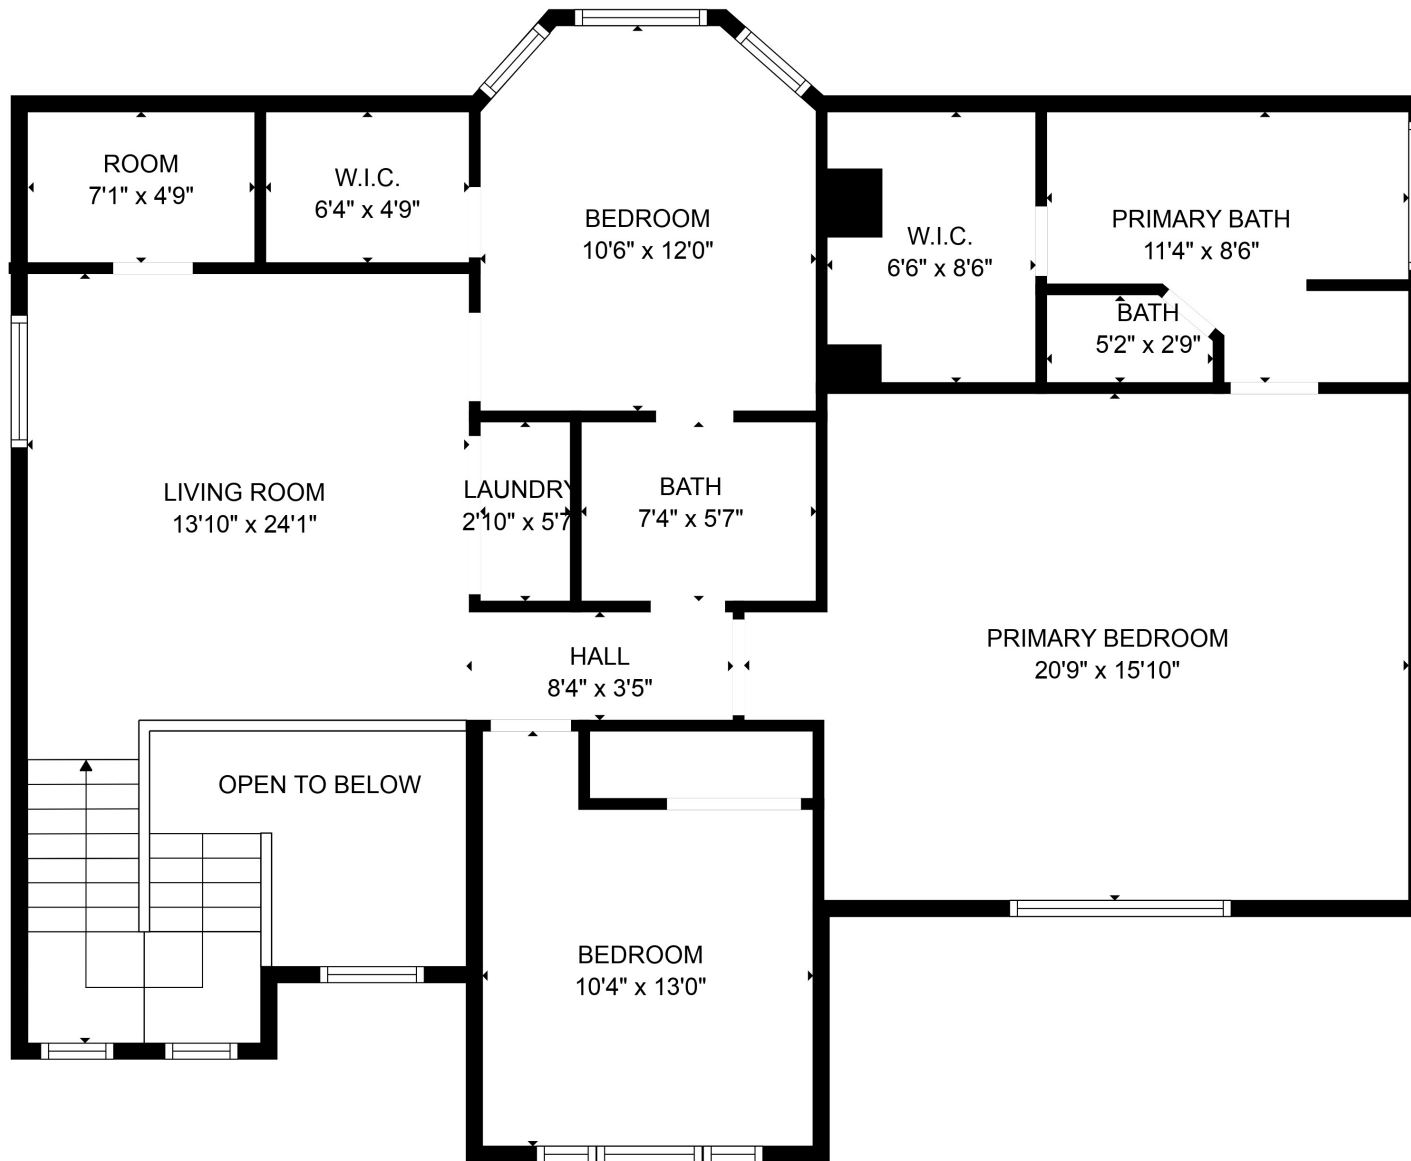 ROOM
7'1" x 4'9"
W.I.C.
6'4" x 4'9"
BEDROOM
10'6" x 12'0"
W.I.C.
6'6" x 8'6"
PRIMARY BATH
11'4" x 8'6"
BATH
5'2" x 2'9"
LIVING ROOM
13'10" x 24'1"
LAUNDRY
2'10" x 5'7
BATH
7'4" x 5'7"
HALL
8'4" x 3'5"
PRIMARY BEDROOM
20'9" x 15'10"
OPEN TO BELOW
BEDROOM
10'4" x 13'0"